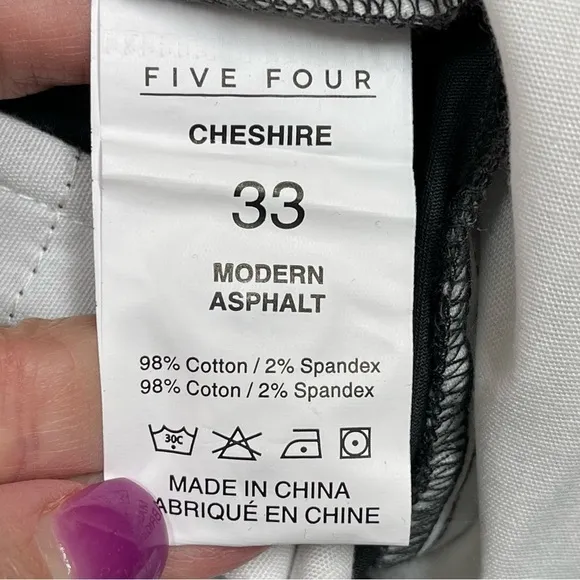 FIVE FOUR
CHESHIRE
33
MODERN
ASPHALT
98% Cotton / 2% Spandex
98% Coton / 2% Spandex
30C
MADE IN CHINA
ABRIQUÉ EN CHINE